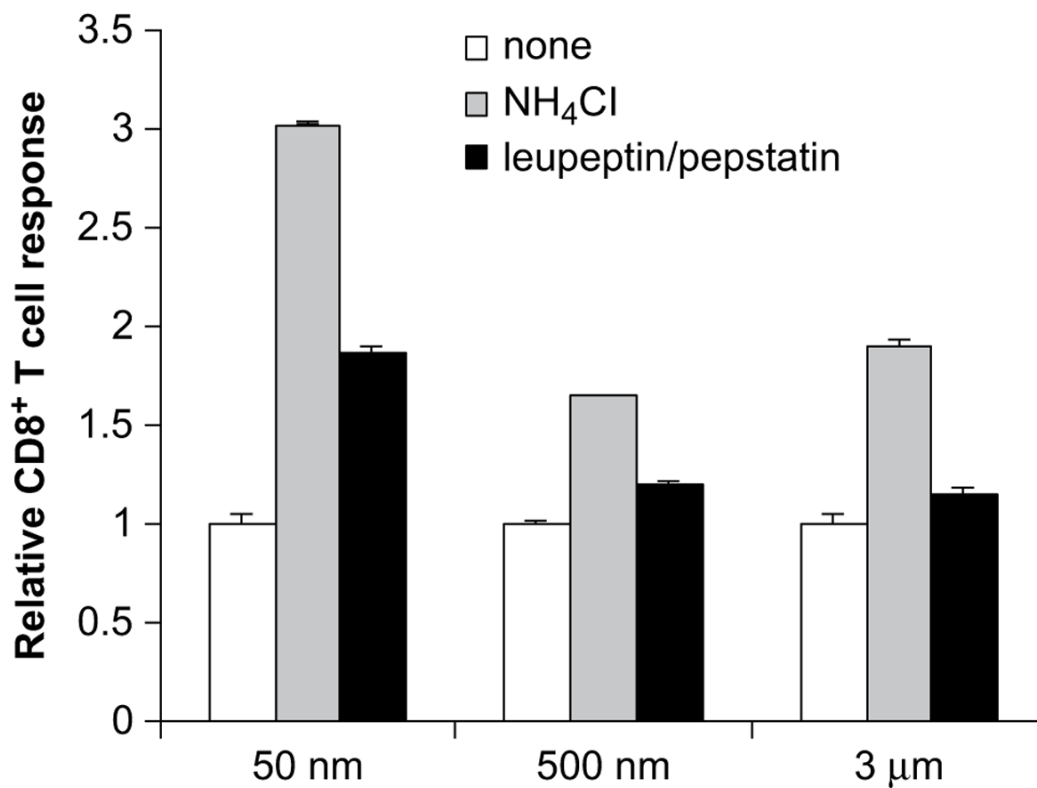 Relative CD8⁺ T cell response
3.5
3
2.5
2
1.5
1
0.5
0
none
NH₄Cl
leupeptin/pepstatin
50 nm
500 nm
3 μm